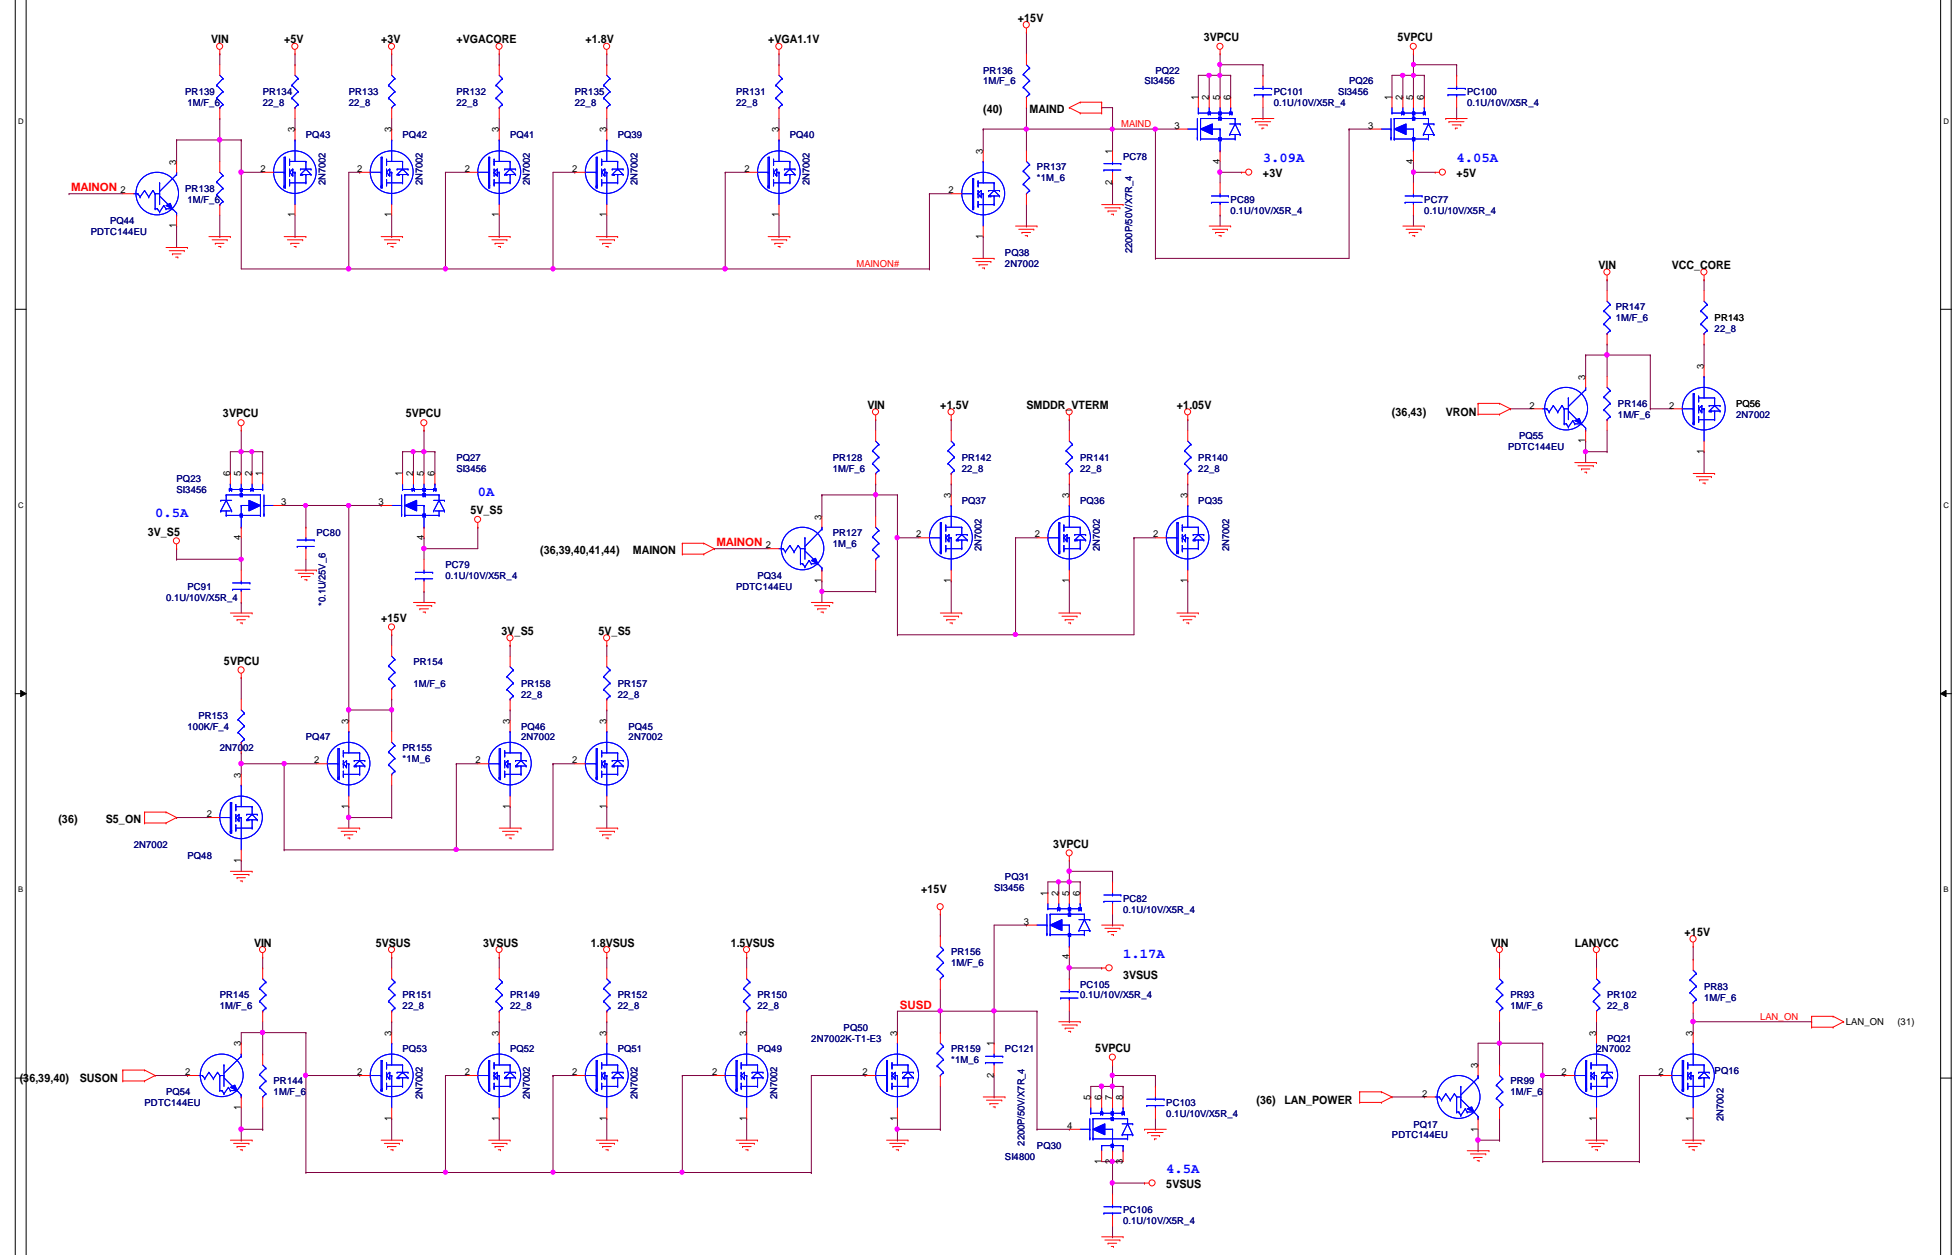 +15V
VIN
+5V
+3V
+VGACORE
+1.8V
+VGA1.1V
3VPCU
5VPCU
PR139
1M/F_6
PR134
22_8
PR133
22_8
PR132
22_8
PR135
22_8
PR131
22_8
PR136
1M/F_6
PQ22
SI3456
PC101
0.1U/10V/X5R_4
PQ26
SI3456
PC100
0.1U/10V/X5R_4
(40)
MAIND
MAIND
D
D
PQ43
2N7002
PQ42
2N7002
PQ41
2N7002
PQ39
2N7002
PQ40
2N7002
PC78
2200P/50V/X7R_4
PR137
*1M_6
3.09A
+3V
4.05A
+5V
MAINON
PR138
1M/F_6
PQ44
PDTC144EU
PC89
0.1U/10V/X5R_4
PC77
0.1U/10V/X5R_4
PQ38
2N7002
MAINON#
VIN
VCC_CORE
PR147
1M/F_6
PR143
22_8
(36,43)
VRON
PR146
1M/F_6
PQ56
2N7002
PQ55
PDTC144EU
3VPCU
5VPCU
VIN
+1.5V
SMDDR_VTERM
+1.05V
PQ23
SI3456
PQ27
SI3456
0.5A
3V_S5
0A
5V_S5
PC80
*0.1U/25V_6
PC91
0.1U/10V/X5R_4
PC79
0.1U/10V/X5R_4
PR128
1M/F_6
PR142
22_8
PR141
22_8
PR140
22_8
C
C
PQ37
2N7002
PQ36
2N7002
PQ35
2N7002
(36,39,40,41,44)
MAINON
MAINON
PR127
1M_6
PQ34
PDTC144EU
+15V
3V_S5
5V_S5
5VPCU
PR154
1M/F_6
PR158
22_8
PR157
22_8
PR153
100K/F_4
2N7002
PQ47
PR155
*1M_6
PQ46
2N7002
PQ45
2N7002
(36)
S5_ON
2N7002
PQ48
B
B
3VPCU
+15V
PQ31
SI3456
PC82
0.1U/10V/X5R_4
1.17A
3VSUS
PC105
0.1U/10V/X5R_4
VIN
5VSUS
3VSUS
1.8VSUS
1.5VSUS
PR145
1M/F_6
PR151
22_8
PR149
22_8
PR152
22_8
PR150
22_8
PR156
1M/F_6
SUSD
PQ50
2N7002K-T1-E3
PR159
*1M_6
PC121
2200P/50V/X7R_4
PQ53
2N7002
PQ52
2N7002
PQ51
2N7002
PQ49
2N7002
(36,39,40)
SUSON
PQ54
PDTC144EU
PR144
1M/F_6
5VPCU
PC103
0.1U/10V/X5R_4
PQ30
SI4800
4.5A
5VSUS
PC106
0.1U/10V/X5R_4
VIN
LANVCC
+15V
PR93
1M/F_6
PR102
22_8
PR83
1M/F_6
LAN_ON
LAN_ON
(31)
PQ21
2N7002
PQ16
2N7002
(36)
LAN_POWER
PR99
1M/F_6
PQ17
PDTC144EU